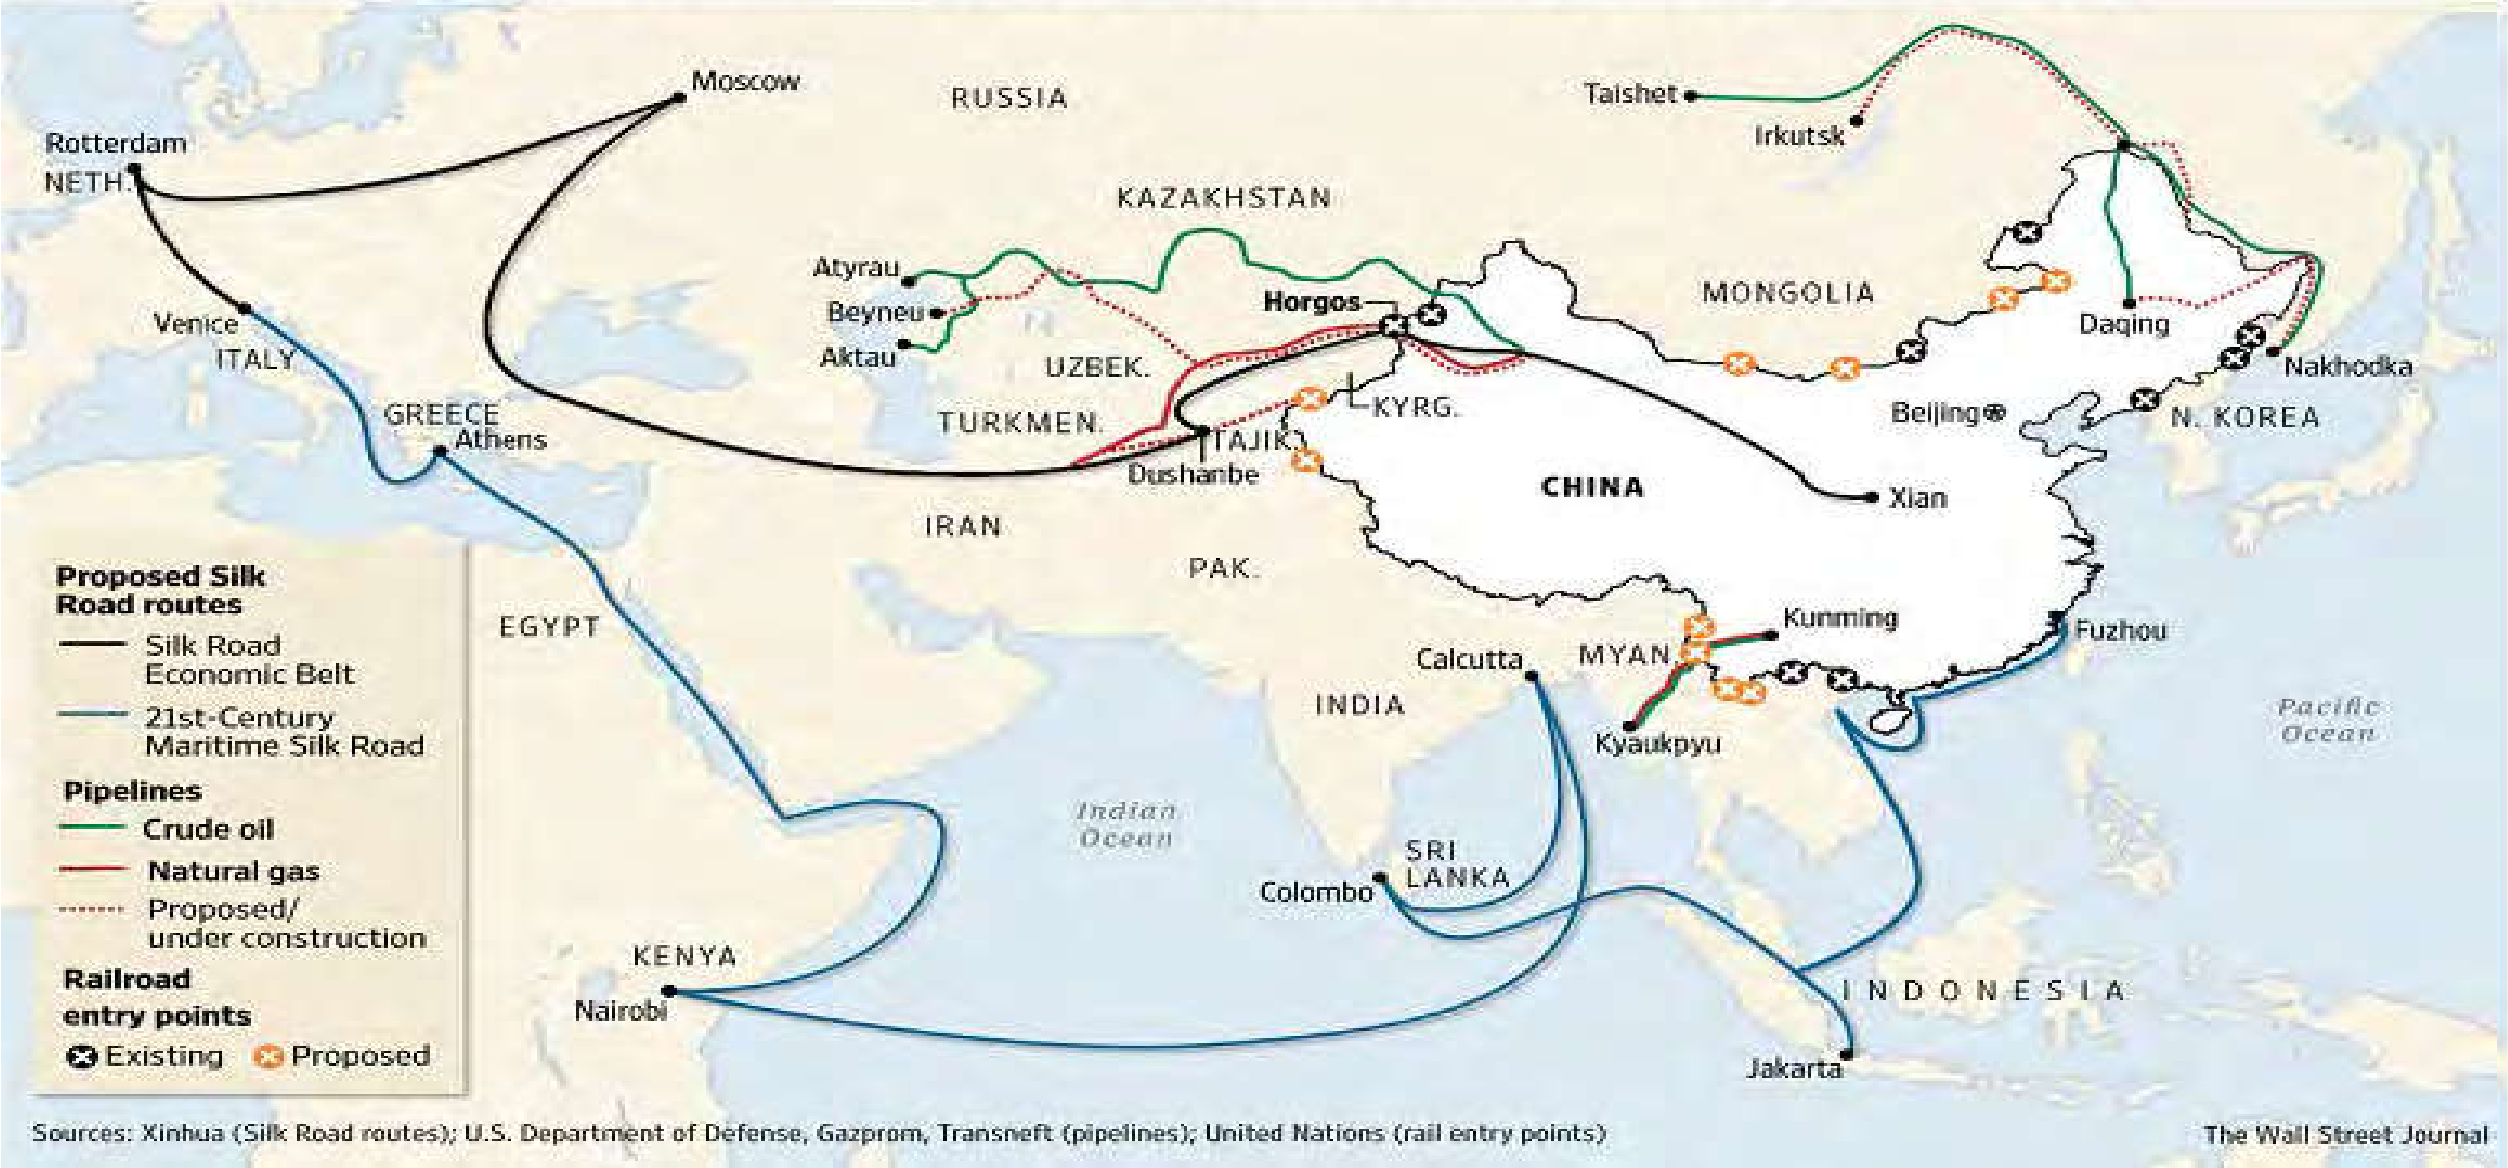 Moscow
RUSSIA
Taishet
Irkutsk
Rotterdam
NETH.
KAZAKHSTAN
Atyrau
Beyneu
Aktau
Horgos
MONGOLIA
Daqing
Nakhodka
Venice
ITALY
UZBEK.
KYRG.
Beijing
N. KOREA
GREECE
Athens
TURKMEN.
TAJIK.
Dushanbe
CHINA
Xian
IRAN
PAK.
EGYPT
Kunming
Fuzhou
Calcutta
MYAN
INDIA
Kyaukpyu
Pacific
Ocean
Indian
Ocean
SRI
LANKA
Colombo
KENYA
Nairobi
INDONESIA
Jakarta
Proposed Silk
Road routes
Silk Road
Economic Belt
21st-Century
Maritime Silk Road
Pipelines
Crude oil
Natural gas
Proposed/
under construction
Railroad
entry points
Existing
Proposed
Sources: Xinhua (Silk Road routes); U.S. Department of Defense, Gazprom, Transneft (pipelines); United Nations (rail entry points)
The Wall Street Journal